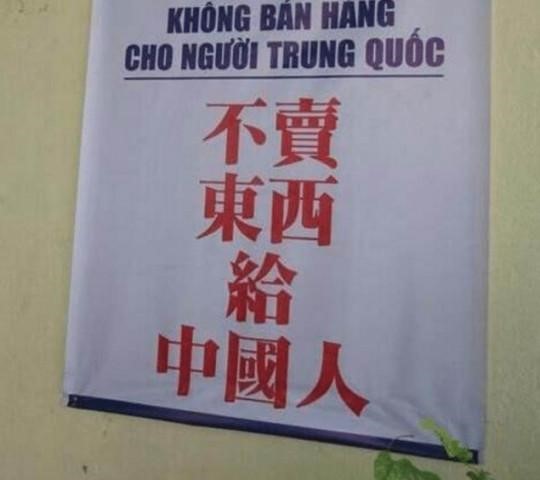 KHÔNG BÁN HÀNG
CHO NGƯỜI TRUNG QUỐC
不賣
東西
給
中國人